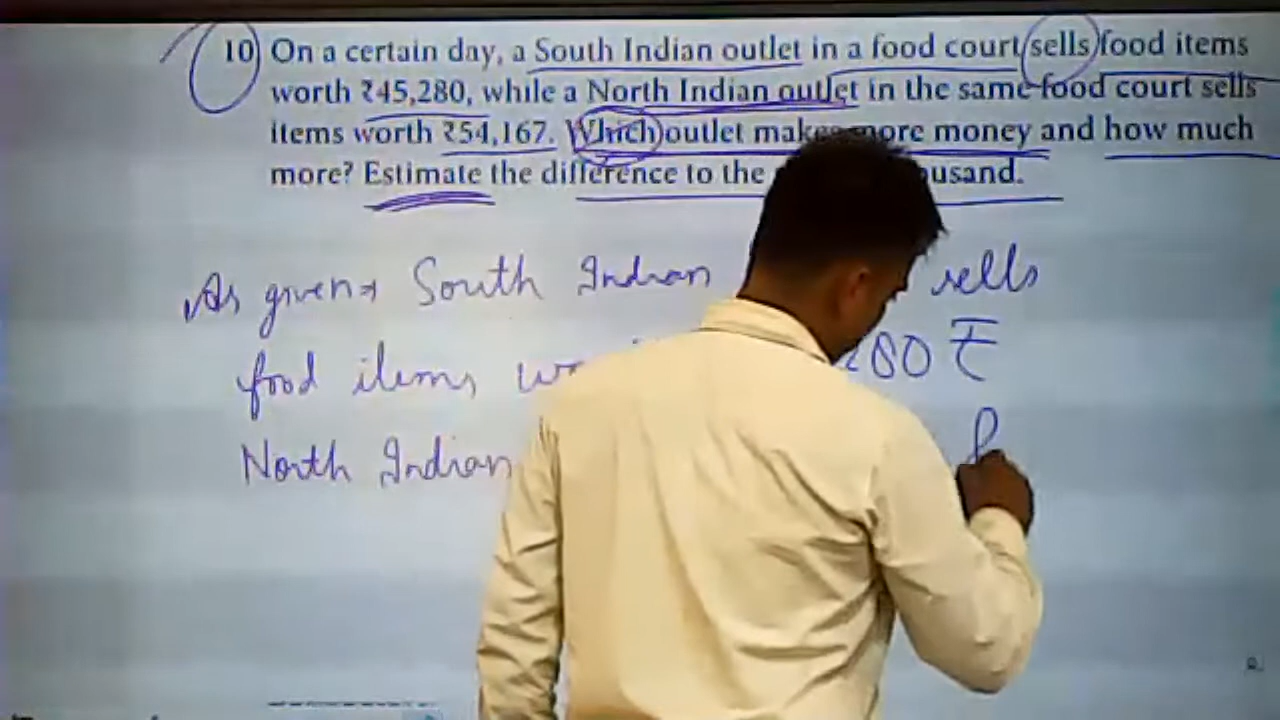 10) On a certain day, a South Indian outlet in a food court sells food items
worth ₹45,280, while a North Indian outlet in the same food court sells
items worth ₹54,167. Which outlet makes more money and how much
more? Estimate the difference to the
As given South Indian sells
food items 280 ₹
North Indian